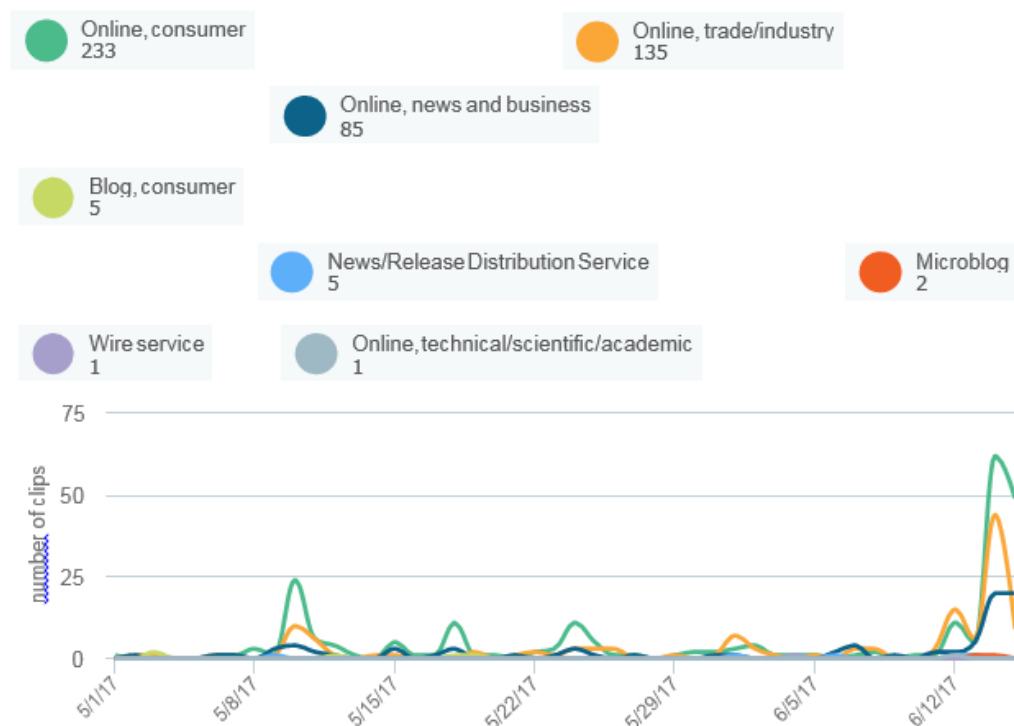 Online, consumer
233
Online, trade/industry
135
Online, news and business
85
Blog, consumer
5
News/Release Distribution Service
5
Microblog
2
Wire service
1
Online, technical/scientific/academic
1
number of clips
75
50
25
0
5/1/17
5/8/17
5/15/17
5/22/17
5/29/17
6/5/17
6/12/17